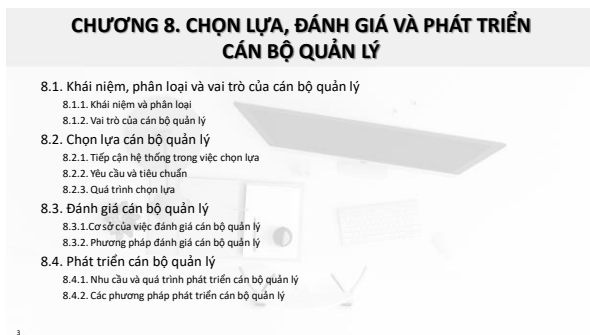 CHƯƠNG 8. CHỌN LỰA, ĐÁNH GIÁ VÀ PHÁT TRIỂN
CÁN BỘ QUẢN LÝ
8.1. Khái niệm, phân loại và vai trò của cán bộ quản lý
8.1.1. Khái niệm và phân loại
8.1.2. Vai trò của cán bộ quản lý
8.2. Chọn lựa cán bộ quản lý
8.2.1. Tiếp cận hệ thống trong việc chọn lựa
8.2.2. Yêu cầu và tiêu chuẩn
8.2.3. Quá trình chọn lựa
8.3. Đánh giá cán bộ quản lý
8.3.1.Cơ sở của việc đánh giá cán bộ quản lý
8.3.2. Phương pháp đánh giá cán bộ quản lý
8.4. Phát triển cán bộ quản lý
8.4.1. Nhu cầu và quá trình phát triển cán bộ quản lý
8.4.2. Các phương pháp phát triển cán bộ quản lý
3